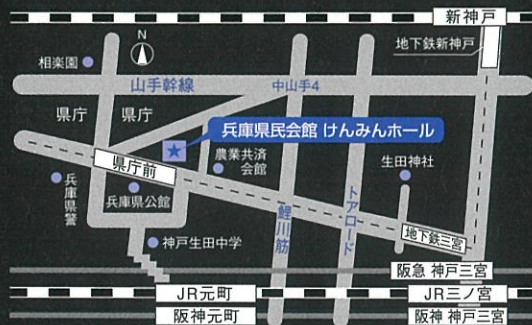 新神戸
地下鉄新神戸
N
相楽園
山手幹線
中山手4
県庁
県庁
兵庫県民会館 けんみんホール
県庁前
農業共済
会館
生田神社
兵庫県警
兵庫県公館
トアロード
鯉川筋
神戸生田中学
地下鉄三宮
阪急 神戸三宮
JR元町
JR三ノ宮
阪神元町
阪神 神戸三宮